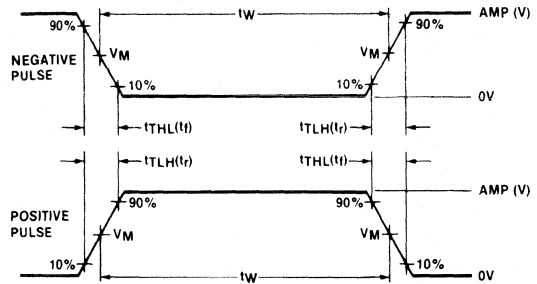 tW
AMP (V)
90%
90%
NEGATIVE
PULSE
VM
VM
10%
10%
0V
tTHL(tf)
tTLH(tr)
tTLH(tr)
tTHL(tf)
AMP (V)
90%
90%
POSITIVE
PULSE
VM
VM
10%
10%
tW
0V